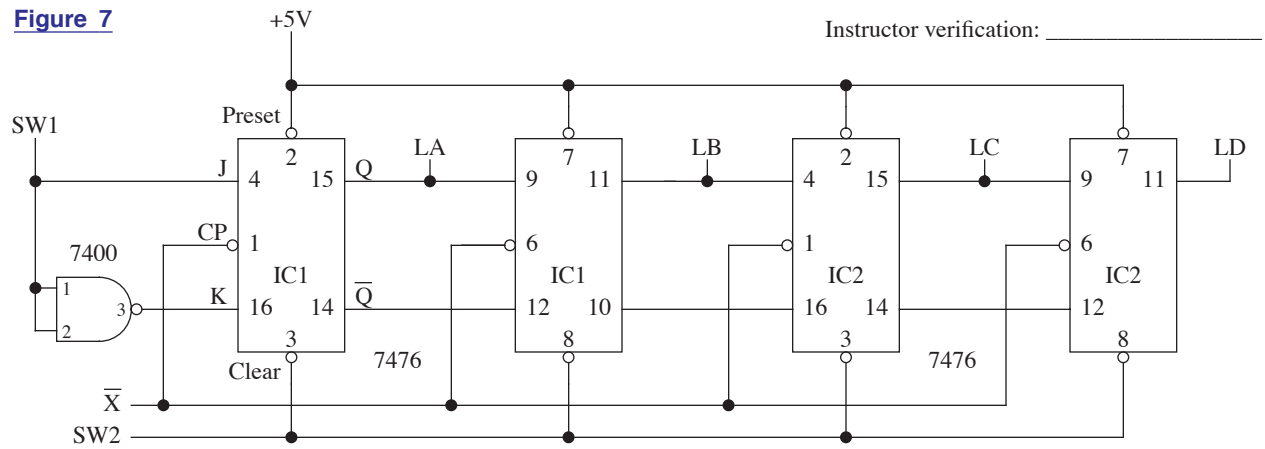 Figure 7
+5V
Instructor verification: __________________
Preset
SW1
2 7 2 7
LA LB LC LD
J 4 15 Q 9 11 4 15 9 11
CP 1 6 1 6
7400
IC1 IC1 IC2 IC2
1
K 16 14 Q̅ 12 10 16 14 12
3
2
3 8 3 8
Clear 7476 7476
X̅
SW2